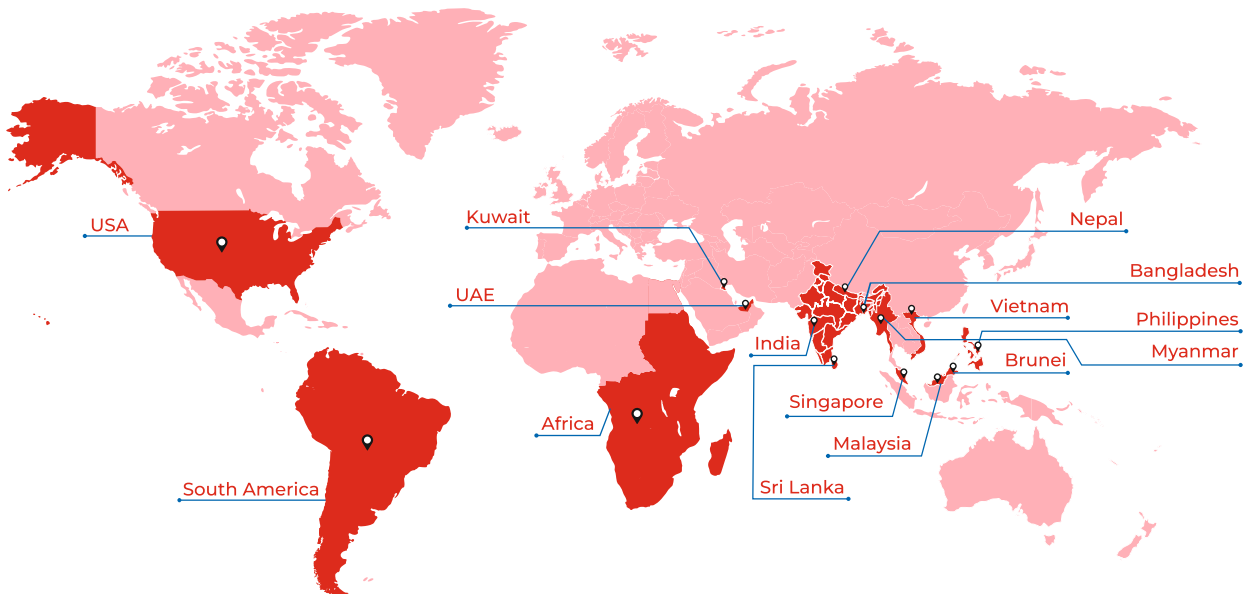 USA
Kuwait
Nepal
Bangladesh
UAE
Vietnam
Philippines
India
Myanmar
Brunei
Singapore
Africa
Malaysia
South America
Sri Lanka